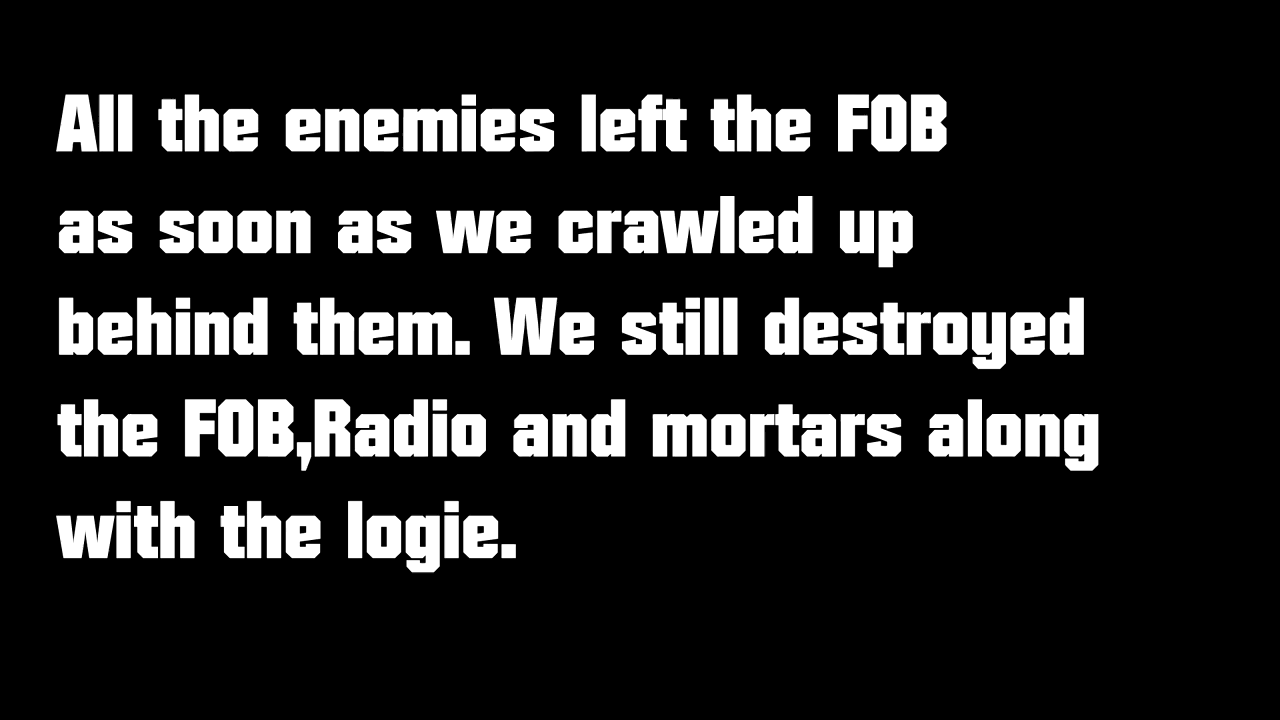 All the enemies left the FOB
as soon as we crawled up
behind them. We still destroyed
the FOB,Radio and mortars along
with the logie.